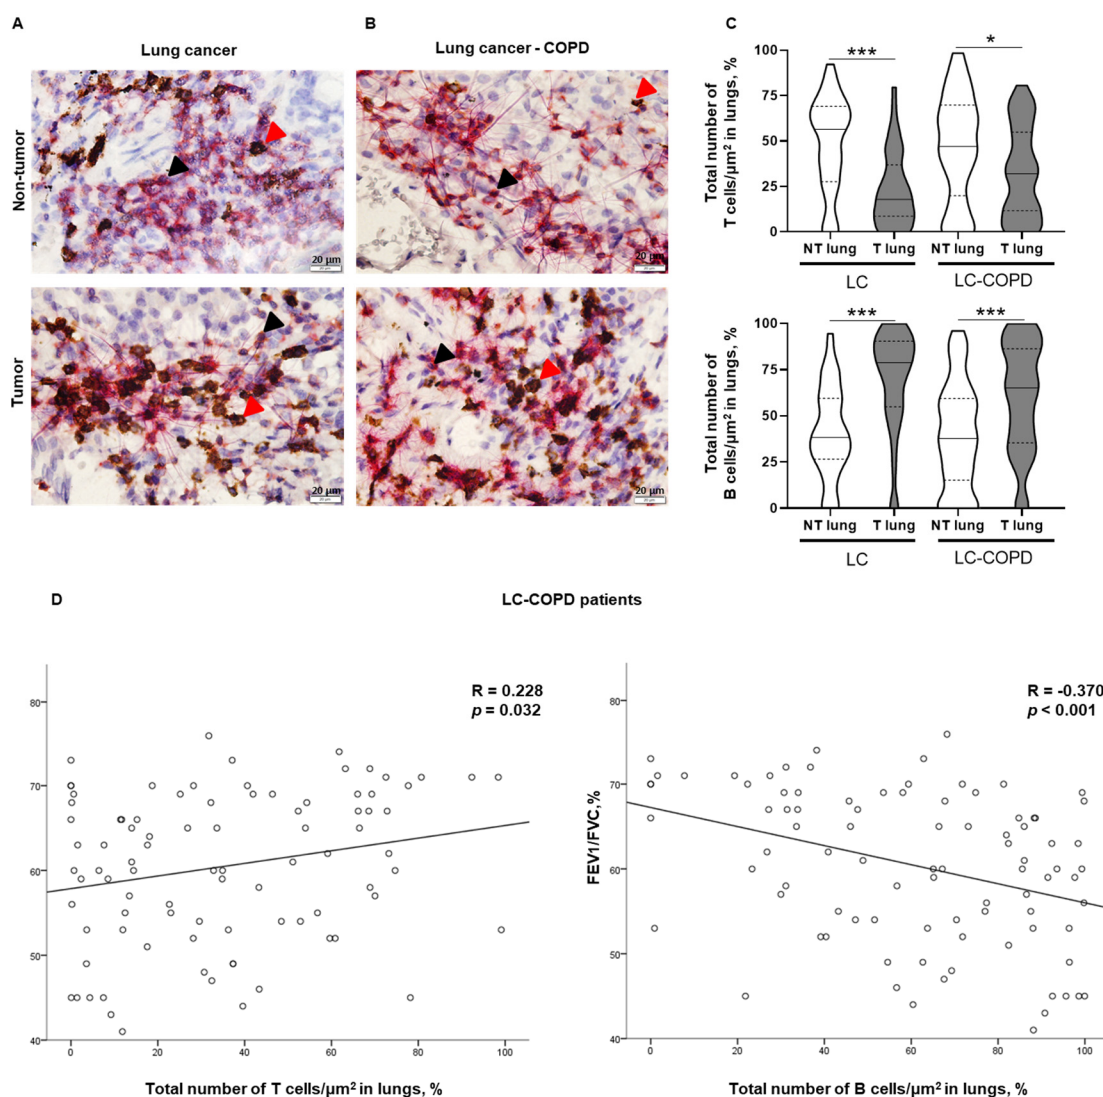 A
B
C
Lung cancer
Lung cancer - COPD
Non-tumor
20 µm
20 µm
Tumor
20 µm
20 µm
Total number of
T cells/µm² in lungs, %
100
75
50
25
0
***
*
NT lung T lung NT lung T lung
LC LC-COPD
Total number of
B cells/µm² in lungs, %
100
75
50
25
0
***
***
NT lung T lung NT lung T lung
LC LC-COPD
D
LC-COPD patients
R = 0.228
p = 0.032
80
70
60
50
40
0 20 40 60 80 100
Total number of T cells/µm² in lungs, %
R = -0.370
p < 0.001
FEV1/FVC,%
80
70
60
50
40
0 20 40 60 80 100
Total number of B cells/µm² in lungs, %